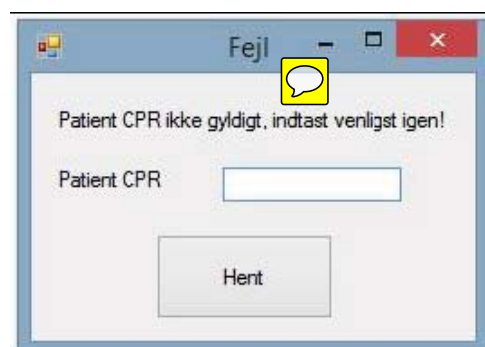 Fejl
Patient CPR ikke gyldigt, indtast venligst igen!
Patient CPR
Hent